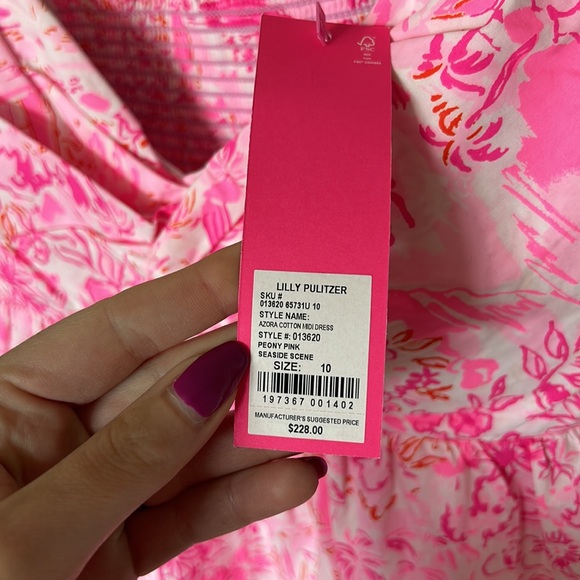 FSC
LILLY PULITZER
SKU #
013620 65731U 10
STYLE NAME:
AZORA COTTON MIDI DRESS
STYLE #: 013620
PEONY PINK
SEASIDE SCENE
SIZE: 10
197367 001402
MANUFACTURER'S SUGGESTED PRICE
$228.00